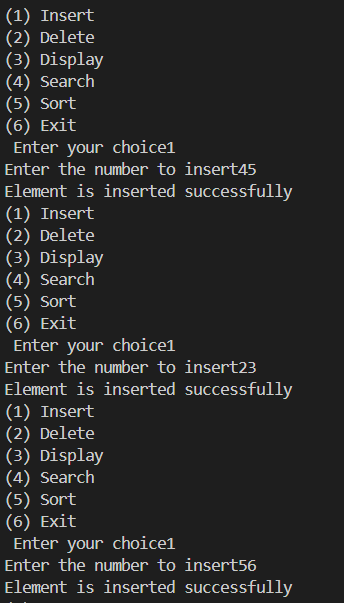 (1) Insert
(2) Delete
(3) Display
(4) Search
(5) Sort
(6) Exit
 Enter your choice1
Enter the number to insert45
Element is inserted successfully
(1) Insert
(2) Delete
(3) Display
(4) Search
(5) Sort
(6) Exit
 Enter your choice1
Enter the number to insert23
Element is inserted successfully
(1) Insert
(2) Delete
(3) Display
(4) Search
(5) Sort
(6) Exit
 Enter your choice1
Enter the number to insert56
Element is inserted successfully